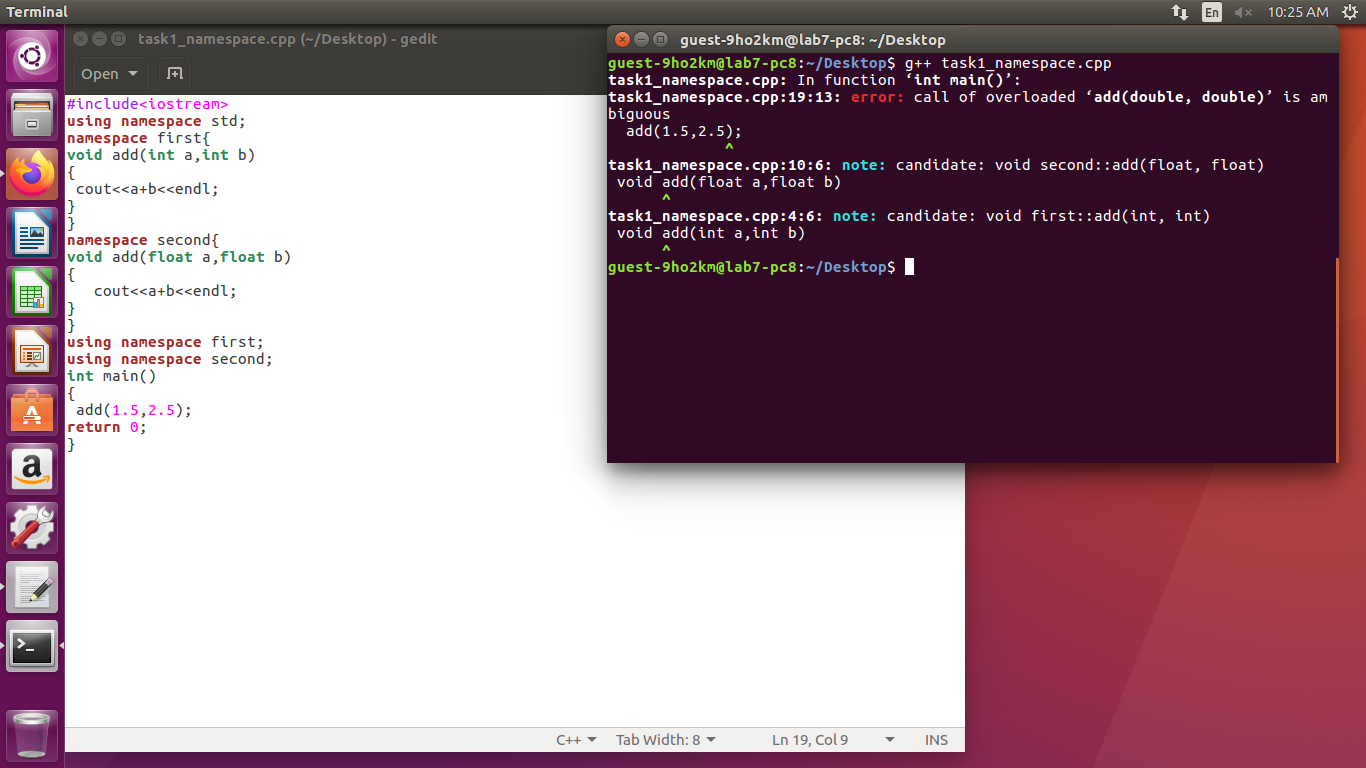 Terminal
En
10:25 AM
task1_namespace.cpp (~/Desktop) - gedit
Open
#include<iostream>
using namespace std;
namespace first{
void add(int a,int b)
{
 cout<<a+b<<endl;
}
}
namespace second{
void add(float a,float b)
{
   cout<<a+b<<endl;
}
}
using namespace first;
using namespace second;
int main()
{
 add(1.5,2.5);
return 0;
}
C++
Tab Width: 8
Ln 19, Col 9
INS
guest-9ho2km@lab7-pc8: ~/Desktop
guest-9ho2km@lab7-pc8:~/Desktop$ g++ task1_namespace.cpp
task1_namespace.cpp: In function ‘int main()’:
task1_namespace.cpp:19:13: error: call of overloaded ‘add(double, double)’ is am
biguous
  add(1.5,2.5);
             ^
task1_namespace.cpp:10:6: note: candidate: void second::add(float, float)
 void add(float a,float b)
      ^
task1_namespace.cpp:4:6: note: candidate: void first::add(int, int)
 void add(int a,int b)
      ^
guest-9ho2km@lab7-pc8:~/Desktop$